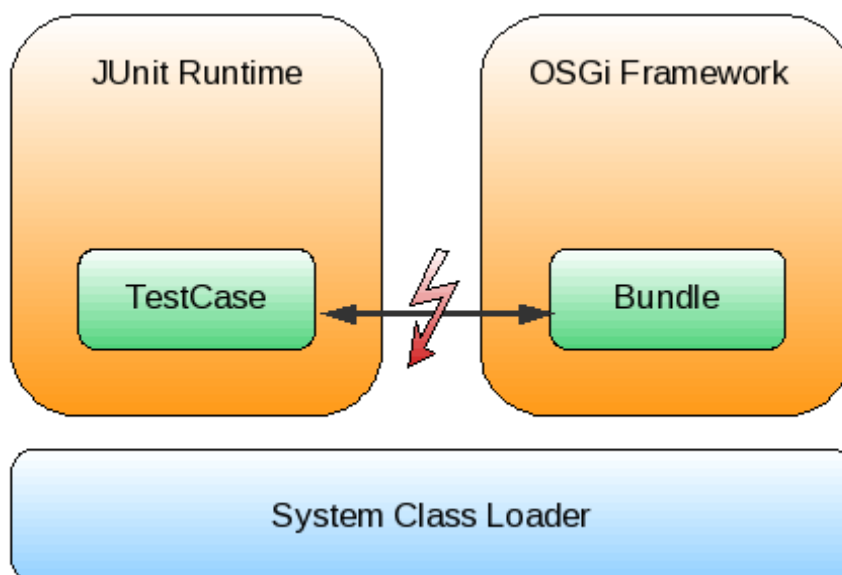 JUnit Runtime
OSGi Framework
TestCase
Bundle
System Class Loader